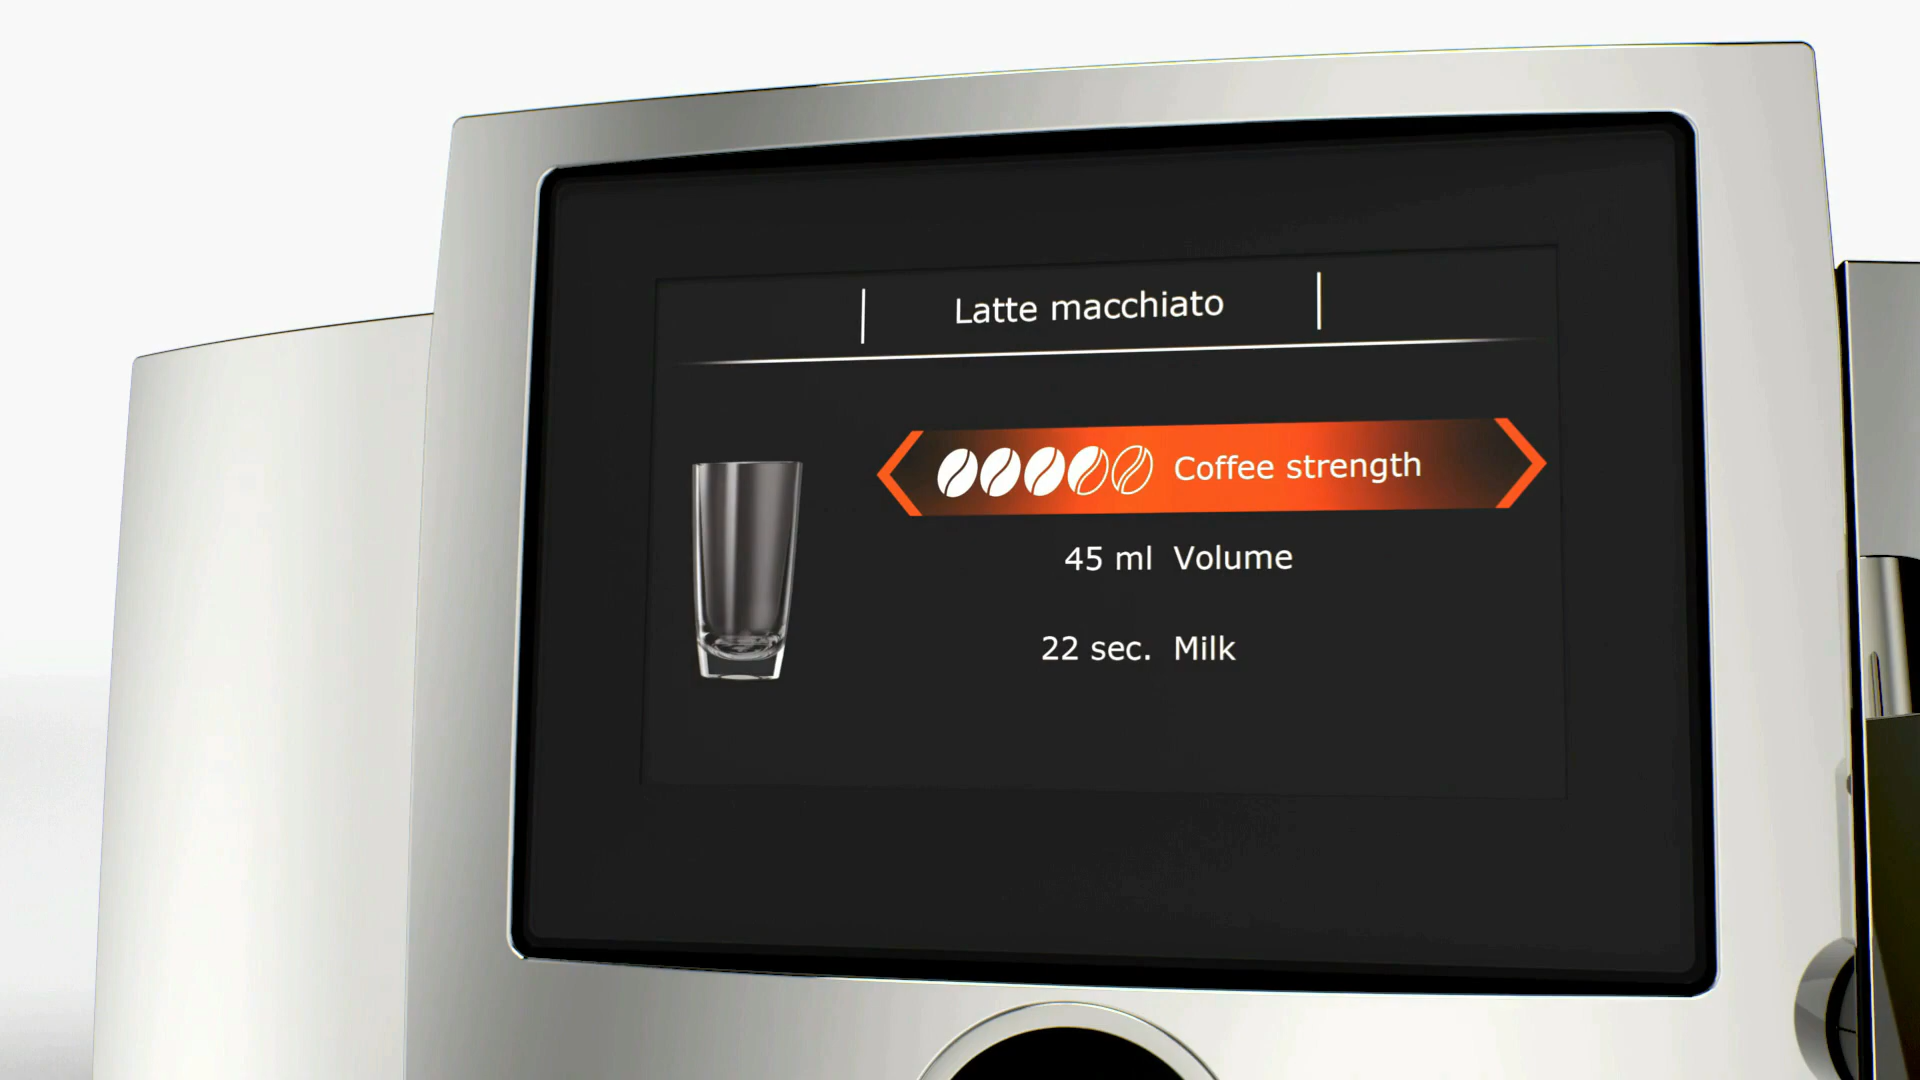 Latte macchiato
Coffee strength
45 ml Volume
22 sec. Milk